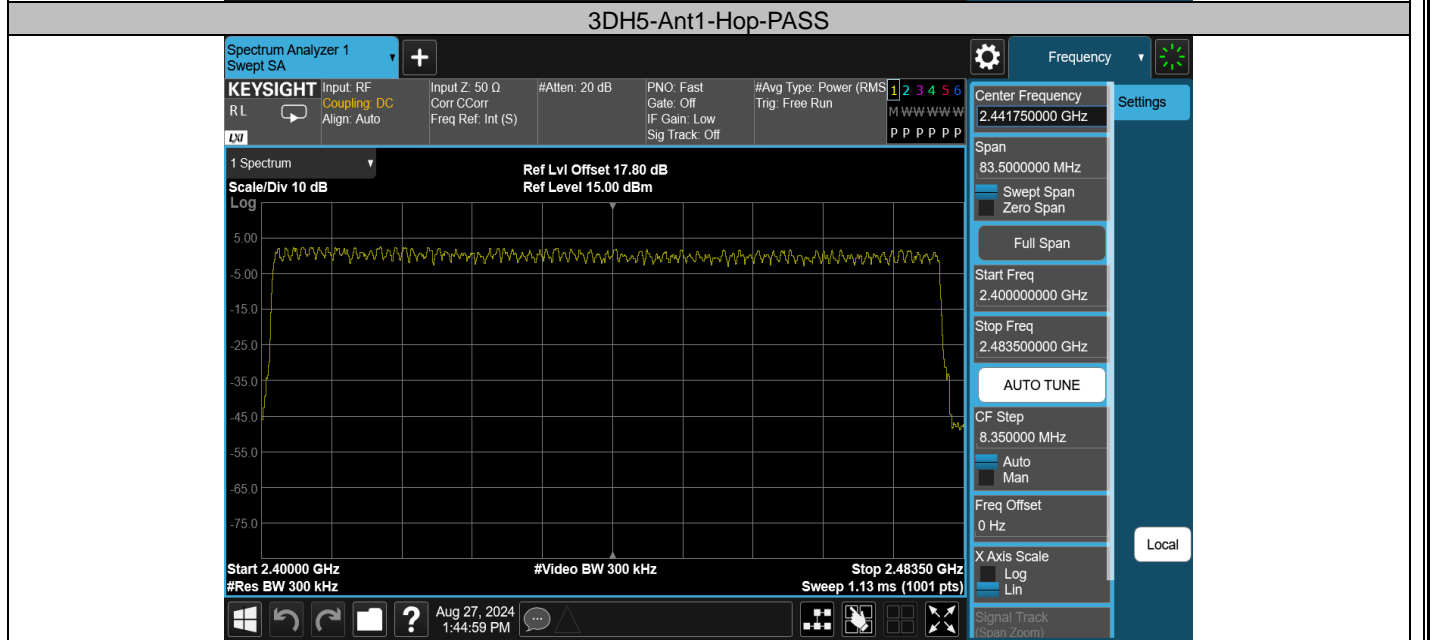 3DH5-Ant1-Hop-PASS
Spectrum Analyzer 1
Swept SA
Frequency
KEYSIGHT
RL
LXI
Input: RF
Coupling: DC
Align: Auto
Input Z: 50 Ω
Corr CCorr
Freq Ref: Int (S)
#Atten: 20 dB
PNO: Fast
Gate: Off
IF Gain: Low
Sig Track: Off
#Avg Type: Power (RMS
Trig: Free Run
1 2 3 4 5 6
M W W W W W
P P P P P P
1 Spectrum
Scale/Div 10 dB
Ref Lvl Offset 17.80 dB
Ref Level 15.00 dBm
Log
5.00
-5.00
-15.0
-25.0
-35.0
-45.0
-55.0
-65.0
-75.0
Start 2.40000 GHz
#Res BW 300 kHz
#Video BW 300 kHz
Stop 2.48350 GHz
Sweep 1.13 ms (1001 pts)
Center Frequency
2.441750000 GHz
Settings
Span
83.5000000 MHz
Swept Span
Zero Span
Full Span
Start Freq
2.400000000 GHz
Stop Freq
2.483500000 GHz
AUTO TUNE
CF Step
8.350000 MHz
Auto
Man
Freq Offset
0 Hz
X Axis Scale
Log
Lin
Signal Track
(Span Zoom)
Local
?
Aug 27, 2024
1:44:59 PM